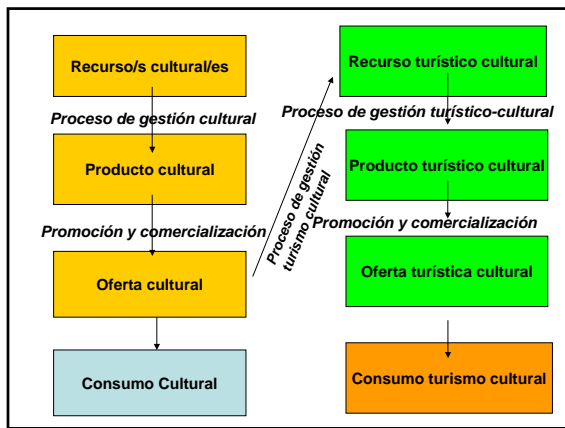 Recurso/s cultural/es
Proceso de gestión cultural
Producto cultural
Promoción y comercialización
Oferta cultural
Consumo Cultural
Proceso de gestión
turismo cultural
Recurso turístico cultural
Proceso de gestión turístico-cultural
Producto turístico cultural
Promoción y comercialización
Oferta turística cultural
Consumo turismo cultural